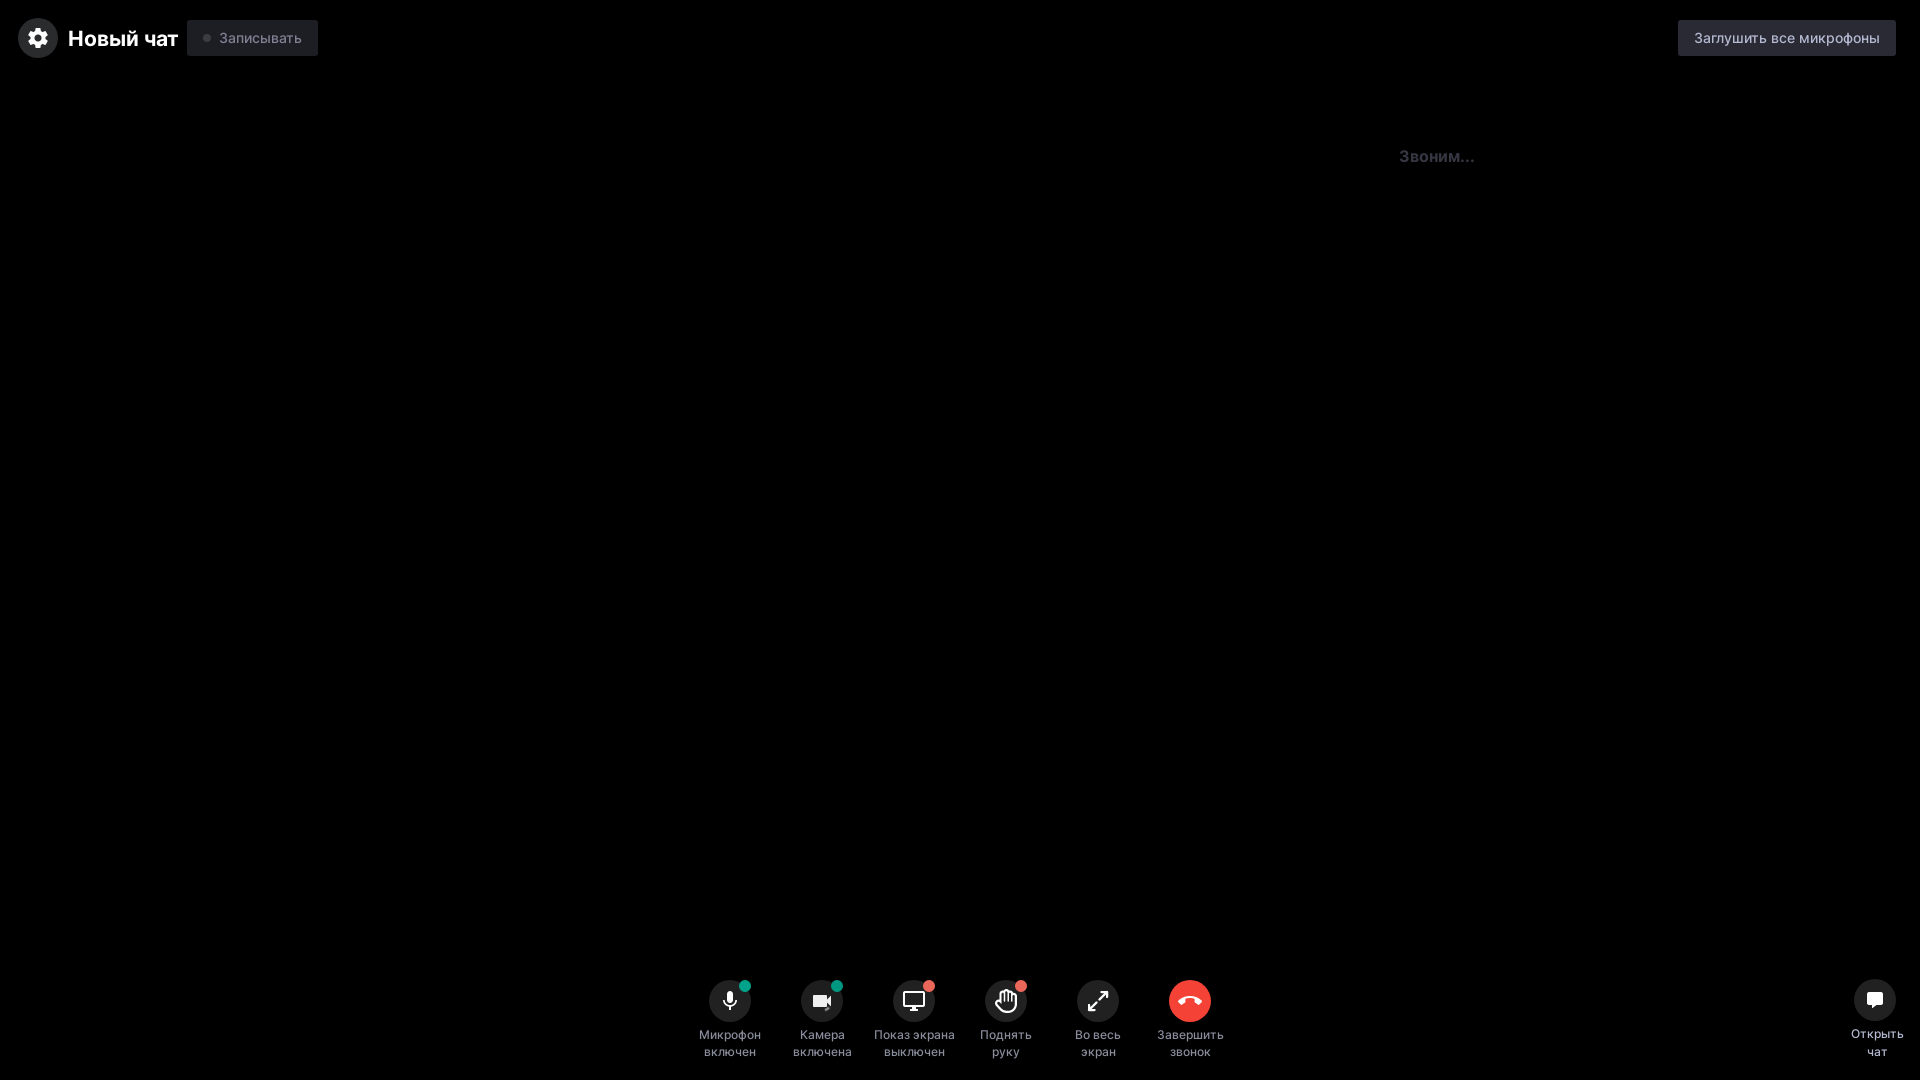 Новый чат
Записывать
Заглушить все микрофоны
Звоним...
Микрофон
включен
Камера
включена
Показ экрана
выключен
Поднять
руку
Во весь
экран
Завершить
звонок
Открыть
чат